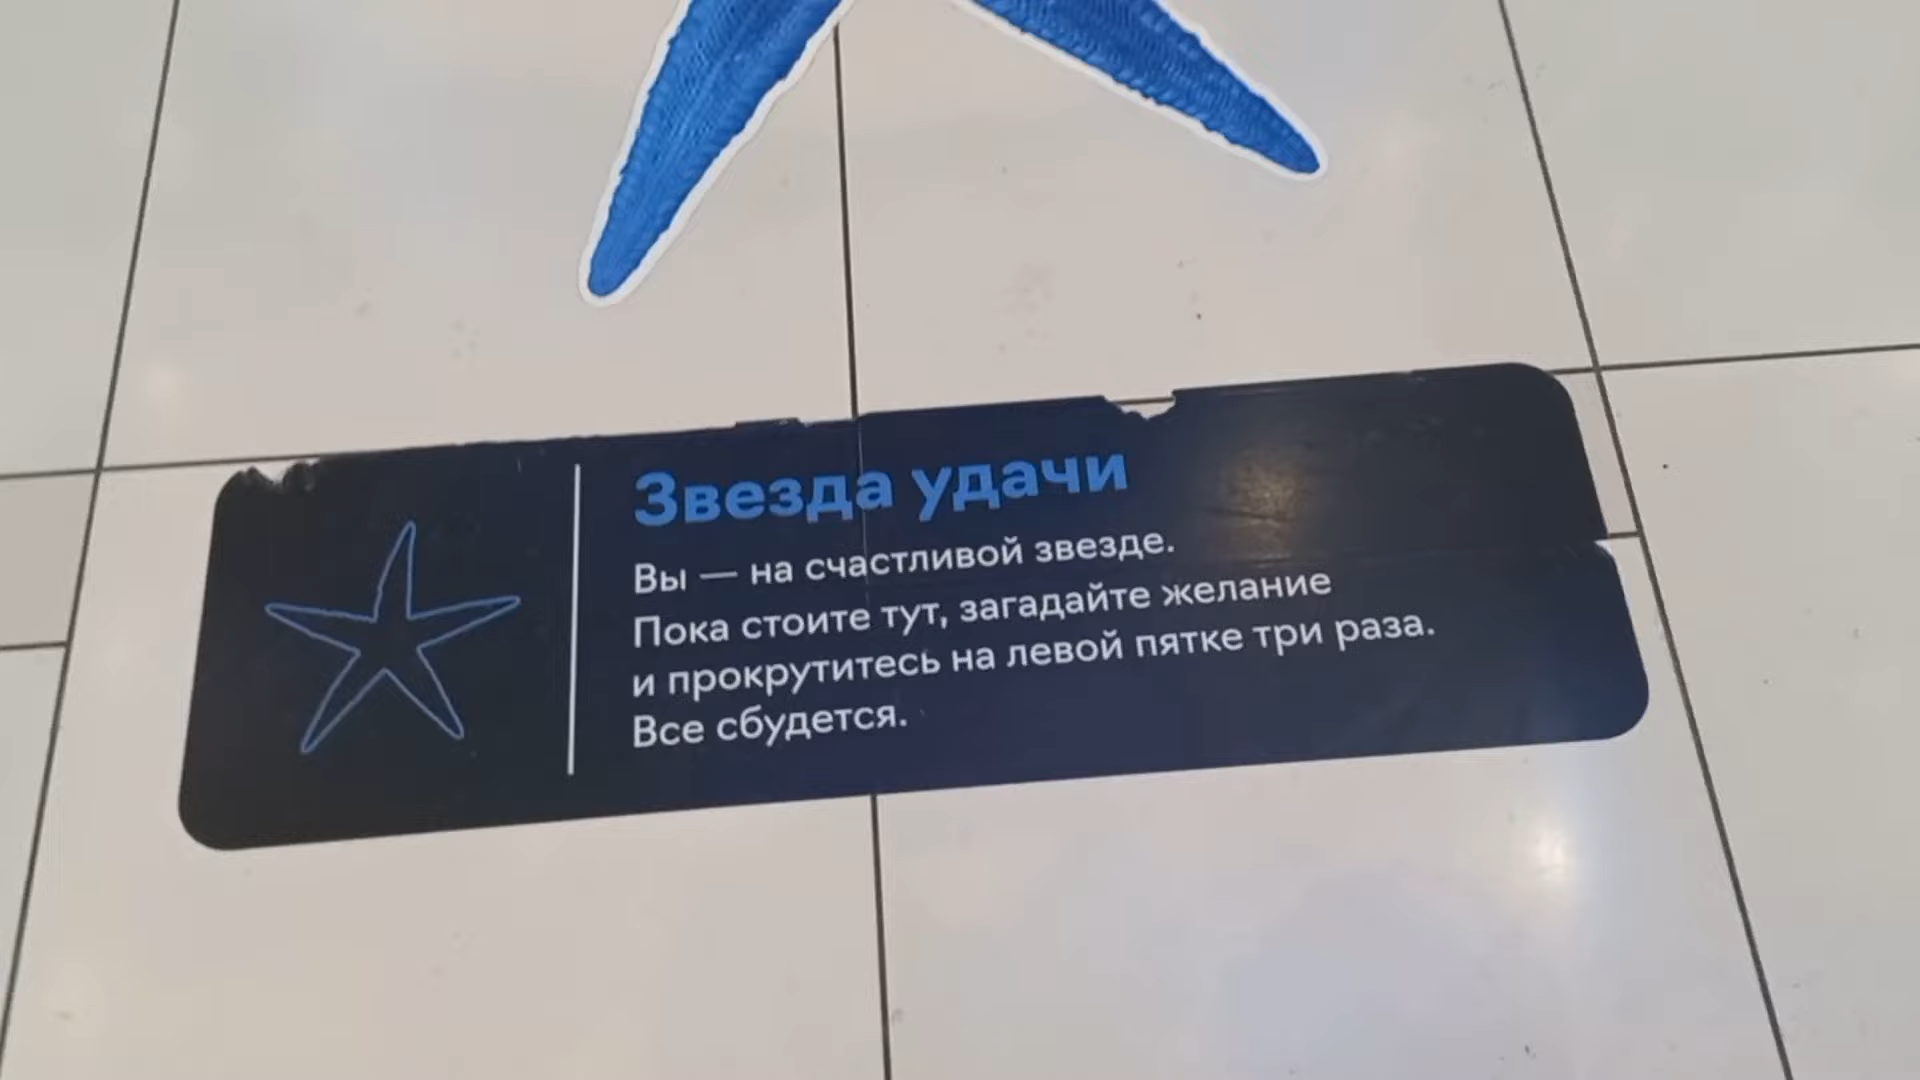 Звезда удачи
Вы — на счастливой звезде.
Пока стоите тут, загадайте желание
и прокрутитесь на левой пятке три раза.
Все сбудется.